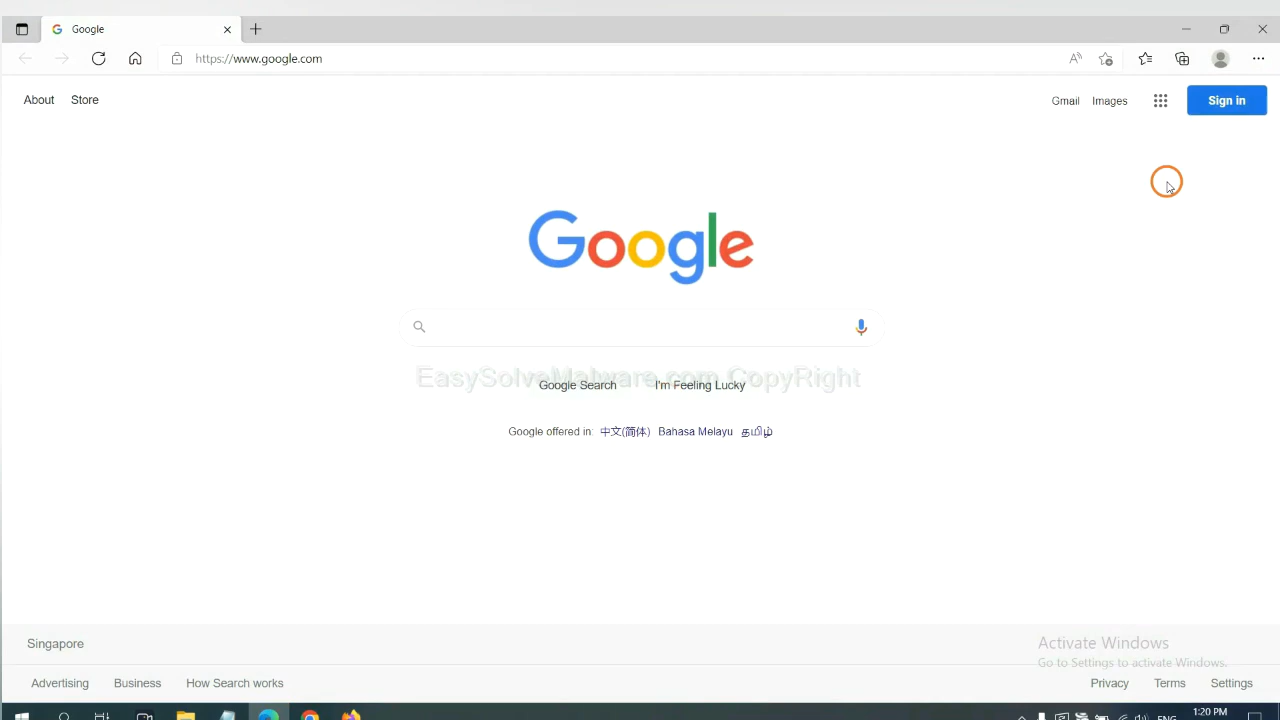 Google
https://www.google.com
About Store
Gmail Images Sign in
Google
EasySolveMalware.com CopyRight
Google Search I'm Feeling Lucky
Google offered in: 中文(简体) Bahasa Melayu தமிழ்
Singapore
Activate Windows
Go to Settings to activate Windows.
Advertising Business How Search works
Privacy Terms Settings
1:20 PM
ENG